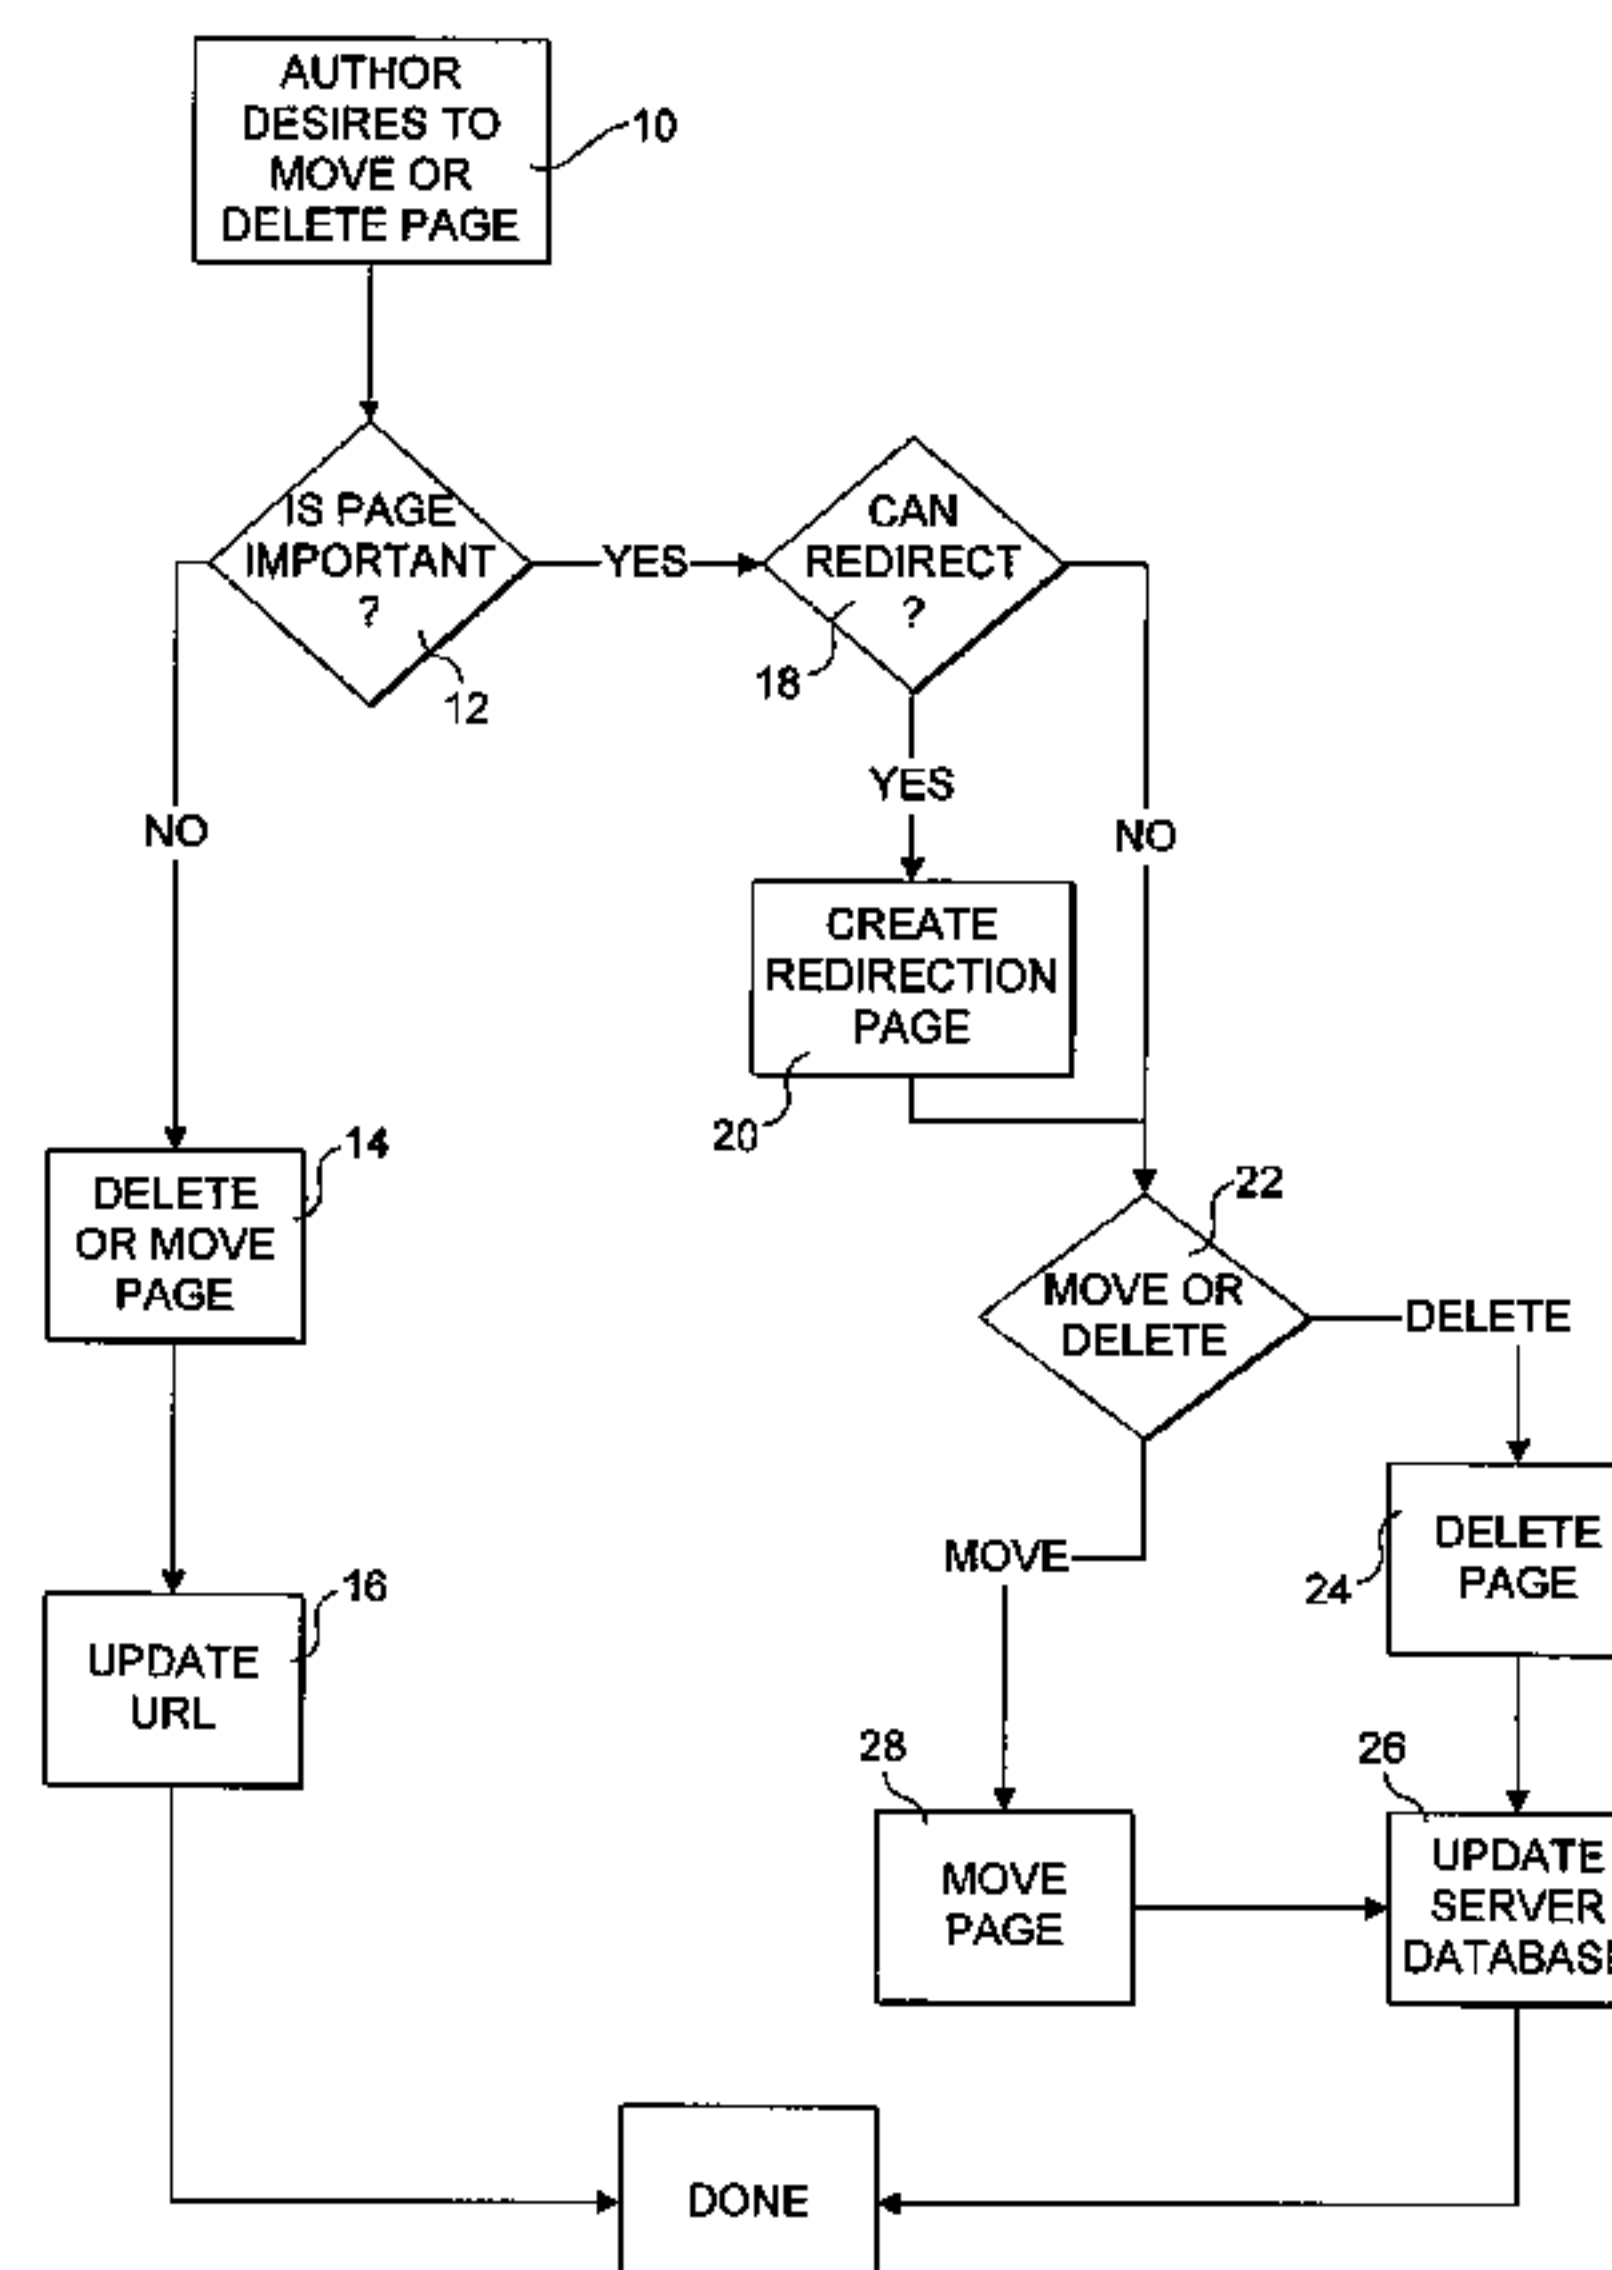 AUTHOR
DESIRES TO
MOVE OR
DELETE PAGE
10
IS PAGE
IMPORTANT
?
12
YES
CAN
REDIRECT
?
18
NO
YES
NO
CREATE
REDIRECTION
PAGE
20
14
DELETE
OR MOVE
PAGE
22
MOVE OR
DELETE
DELETE
MOVE
DELETE
PAGE
24
16
UPDATE
URL
28
MOVE
PAGE
26
UPDATE
SERVER
DATABASE
DONE